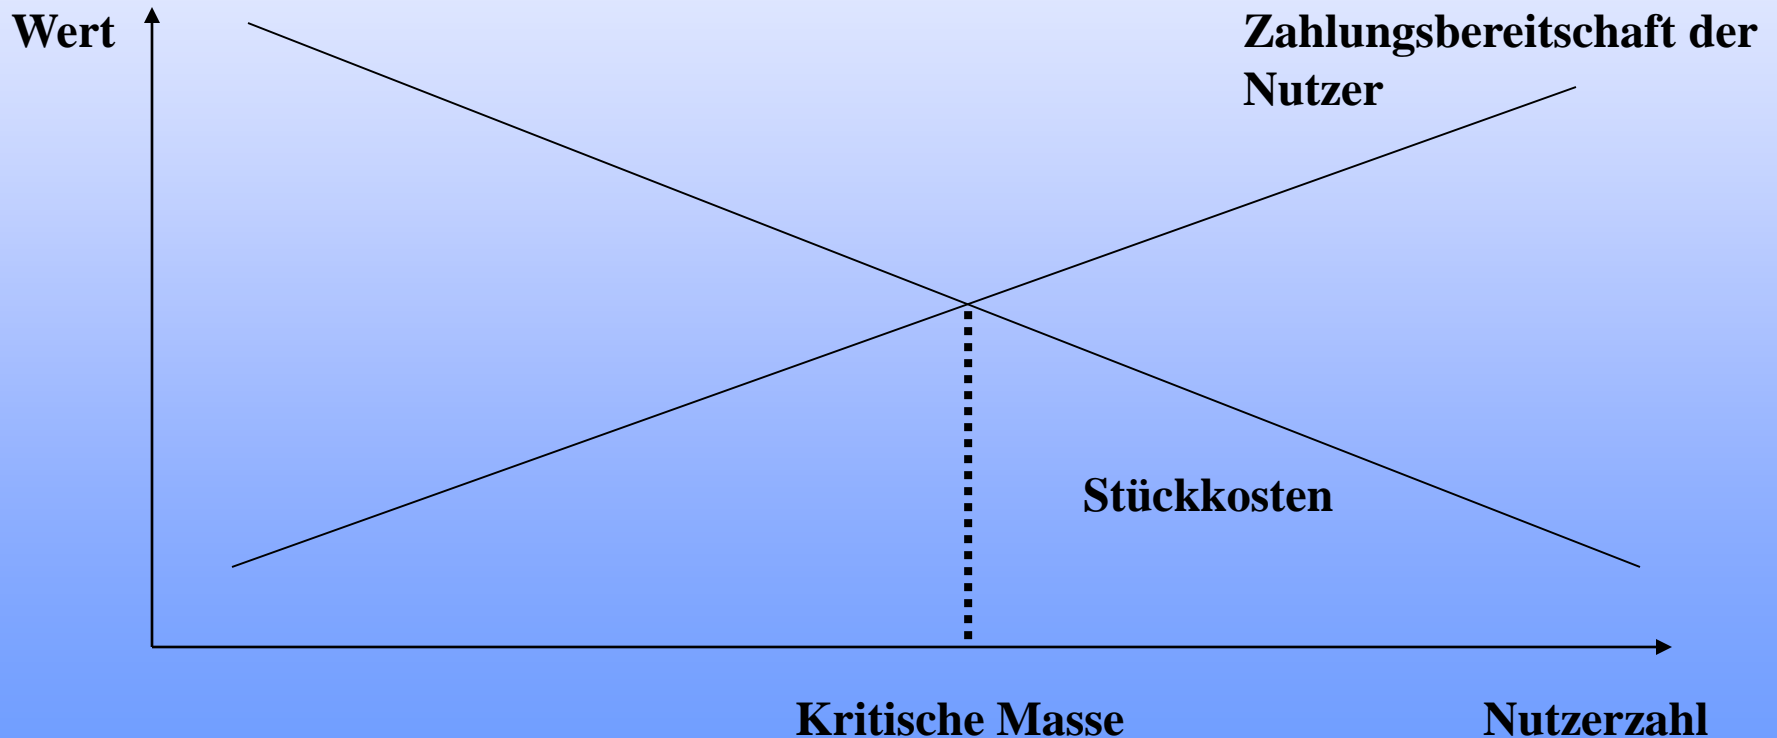 Wert
Zahlungsbereitschaft der
Nutzer
Stückkosten
Kritische Masse
Nutzerzahl